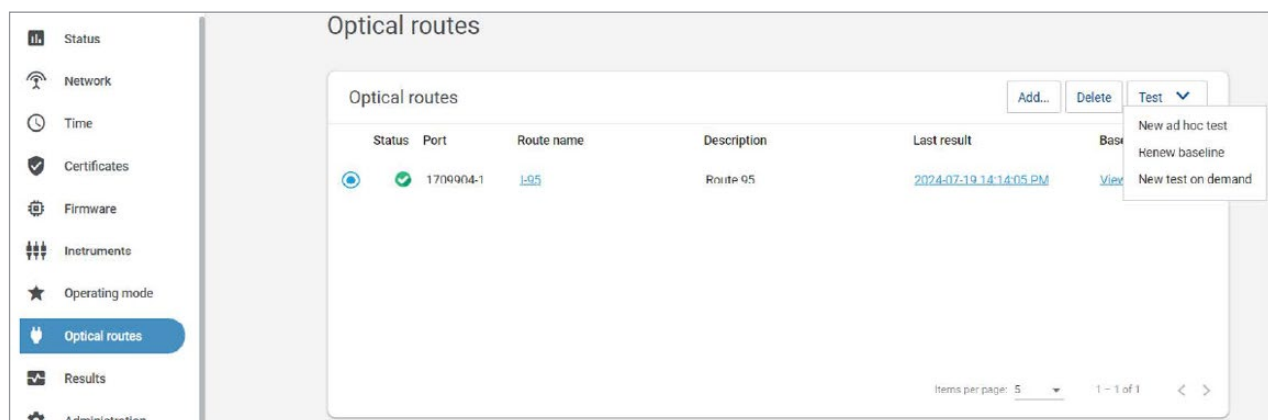 Optical routes
Status
Network
Time
Certificates
Firmware
Instruments
Operating mode
Optical routes
Results
Administration
Optical routes
Add...
Delete
Test
New ad hoc test
Renew baseline
New test on demand
Status Port Route name Description Last result
1709904-1 I-95 Route 95 2024-07-19 14:14:05 PM View
Items per page: 5 1 – 1 of 1